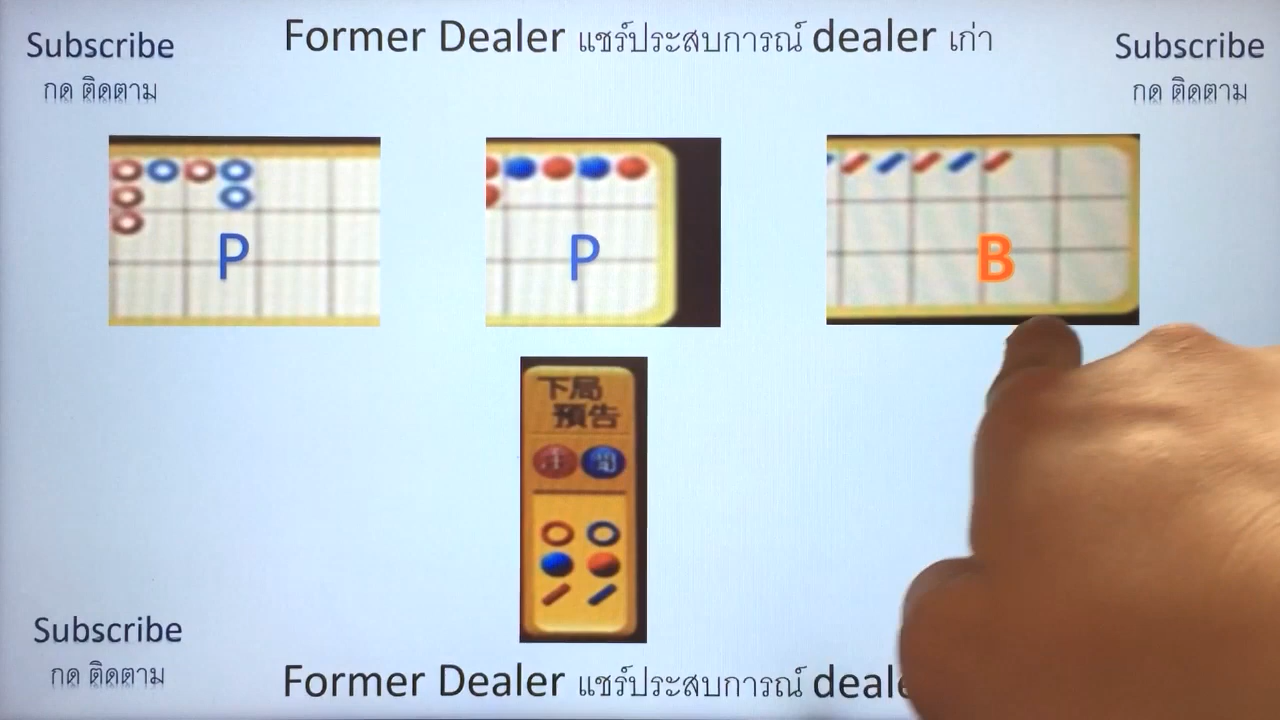 Subscribe
กด ติดตาม
Former Dealer แชร์ประสบการณ์ dealer เก่า
Subscribe
กด ติดตาม
P
P
B
下局
預告
Subscribe
กด ติดตาม
Former Dealer แชร์ประสบการณ์